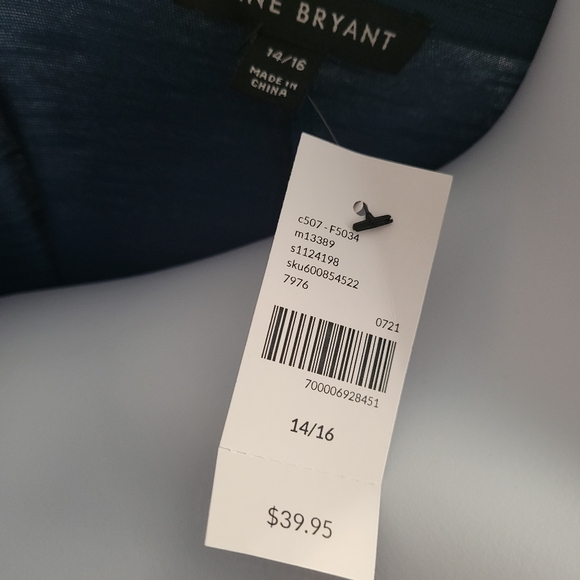 NE BRYANT
14/16
MADE IN
CHINA
c507 - F5034
m13389
s1124198
sku600854522
7976
0721
700006928451
14/16
$39.95